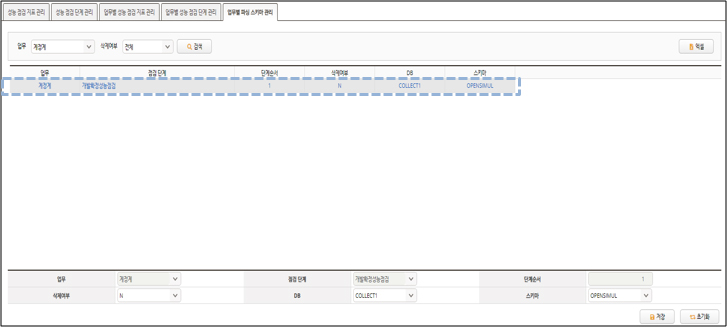 성능 점검 지표 관리 성능 점검 단계 관리 업무별 성능 점검 지표 관리 업무별 성능 점검 단계 관리 업무별 파싱 스키마 관리
업무 계정계 삭제여부 전체 검색 엑셀
업무 점검 단계 단계순서 삭제여부 DB 스키마
계정계 개발확정성능점검 1 N COLLECT1 OPENSIMUL
업무 계정계 점검 단계 개발확정성능점검 단계순서 1
삭제여부 N DB COLLECT1 스키마 OPENSIMUL
저장 초기화